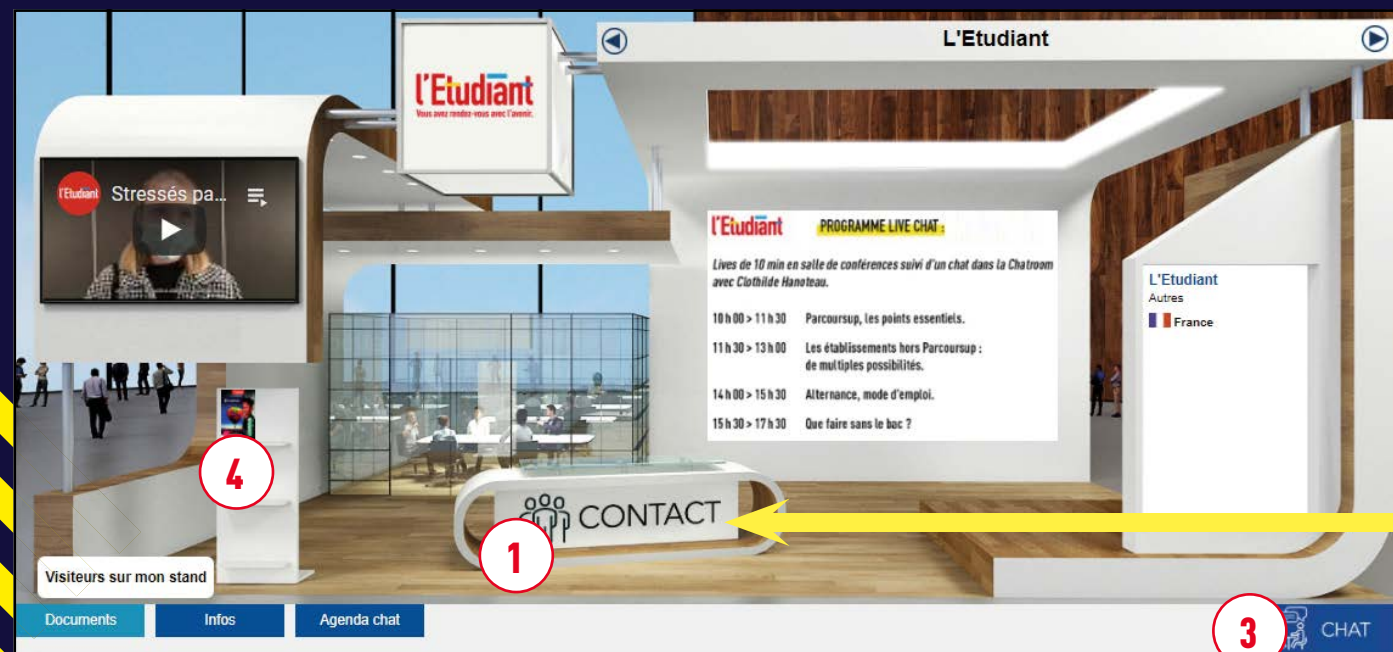 L'Etudiant
l'Etudiant
Vous avez rendez-vous avec l'avenir.
l'Etudiant
Stressés pa...
l'Etudiant
PROGRAMME LIVE CHAT :
Lives de 10 min en salle de conférences suivi d'un chat dans la Chatroom
avec Clothilde Hanoteau.
10 h 00 > 11 h 30 Parcoursup, les points essentiels.
11 h 30 > 13 h 00 Les établissements hors Parcoursup :
de multiples possibilités.
14 h 00 > 15 h 30 Alternance, mode d'emploi.
15 h 30 > 17 h 30 Que faire sans le bac ?
L'Etudiant
Autres
France
4
CONTACT
1
Visiteurs sur mon stand
Documents
Infos
Agenda chat
3
CHAT